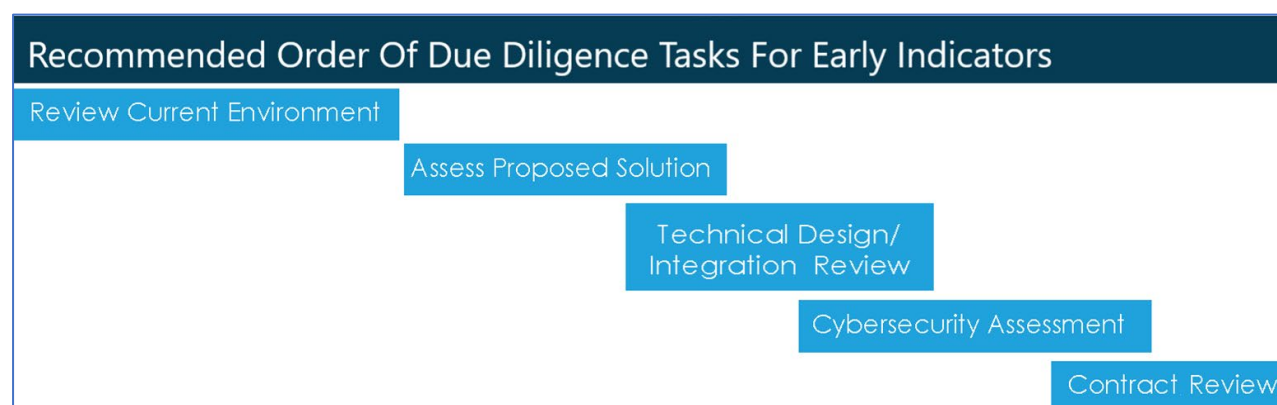 Recommended Order Of Due Diligence Tasks For Early Indicators
Review Current Environment
Assess Proposed Solution
Technical Design/
Integration Review
Cybersecurity Assessment
Contract Review